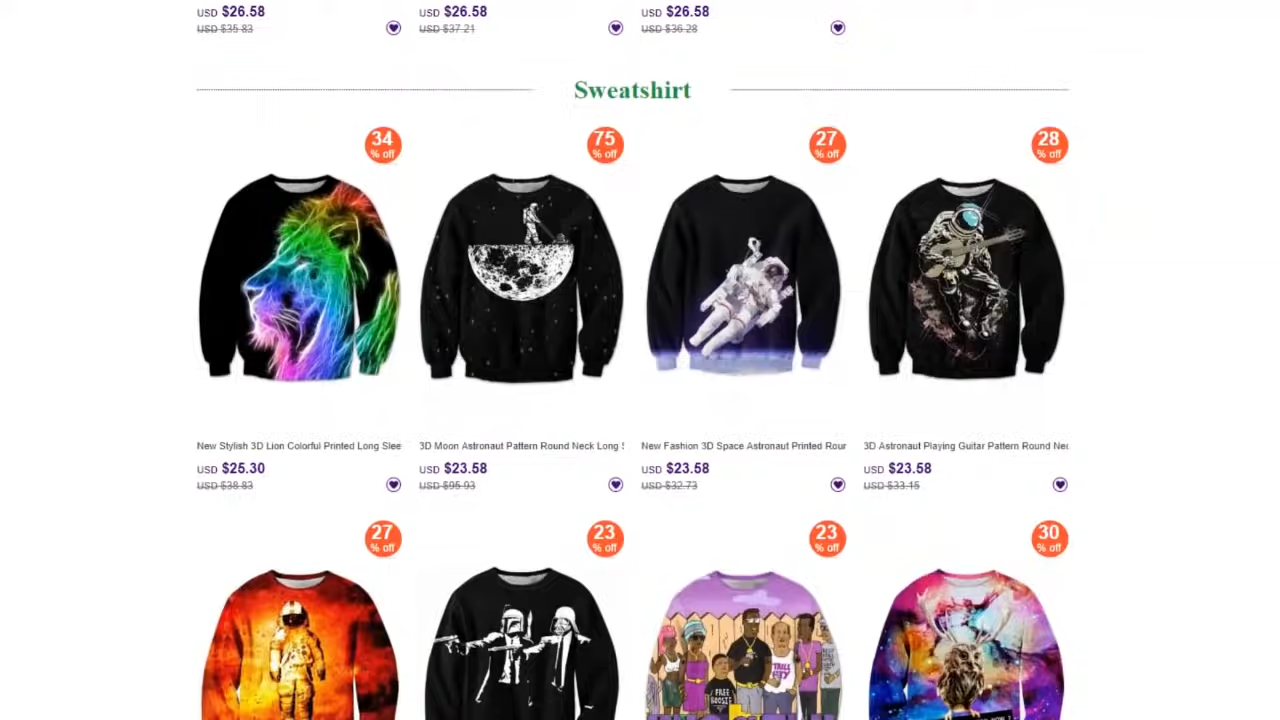 USD $26.58
USD $35.83
USD $26.58
USD $37.21
USD $26.58
USD $36.28
Sweatshirt
34
% off
75
% off
27
% off
28
% off
New Stylish 3D Lion Colorful Printed Long Slee
USD $25.30
USD $38.83
3D Moon Astronaut Pattern Round Neck Long
USD $23.58
USD $95.93
New Fashion 3D Space Astronaut Printed Rour
USD $23.58
USD $32.73
3D Astronaut Playing Guitar Pattern Round Nec
USD $23.58
USD $33.15
27
% off
23
% off
23
% off
30
% off
FREE